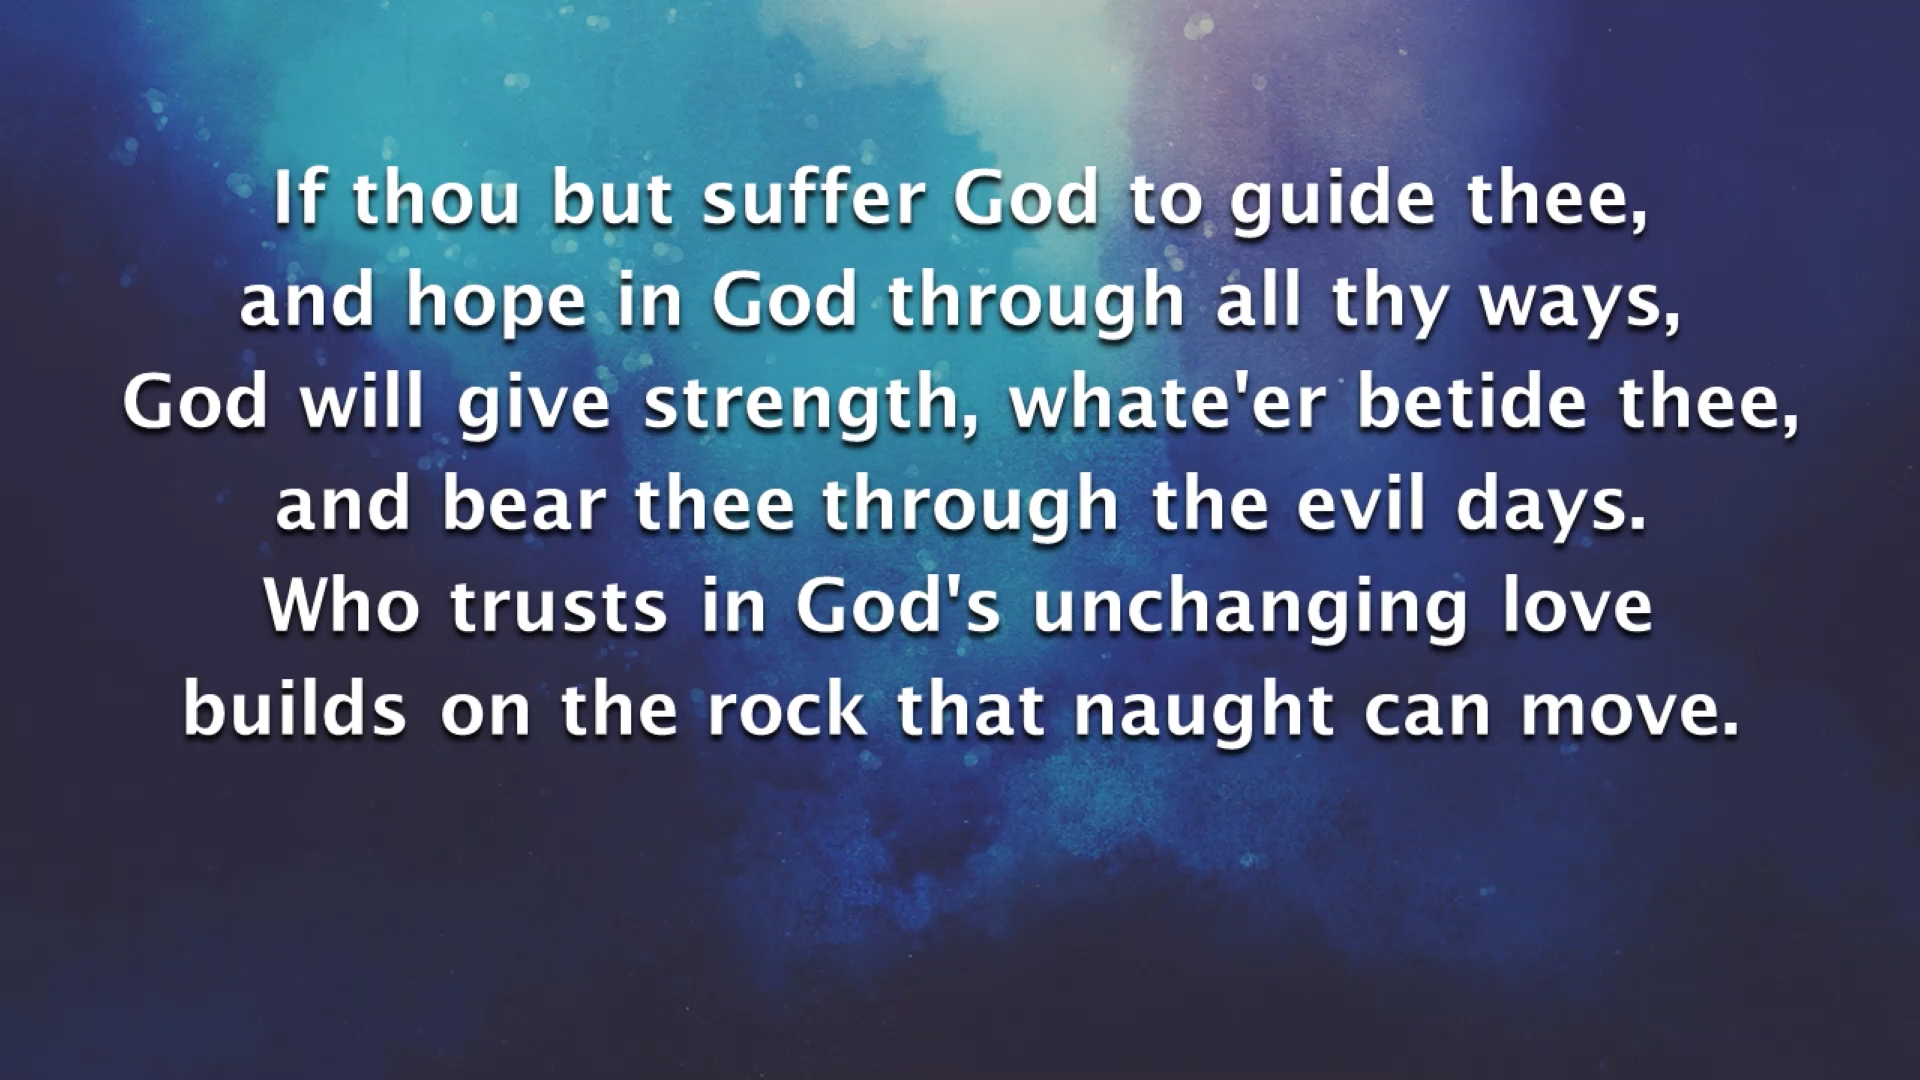 If thou but suffer God to guide thee,
and hope in God through all thy ways,
God will give strength, whate'er betide thee,
and bear thee through the evil days.
Who trusts in God's unchanging love
builds on the rock that naught can move.